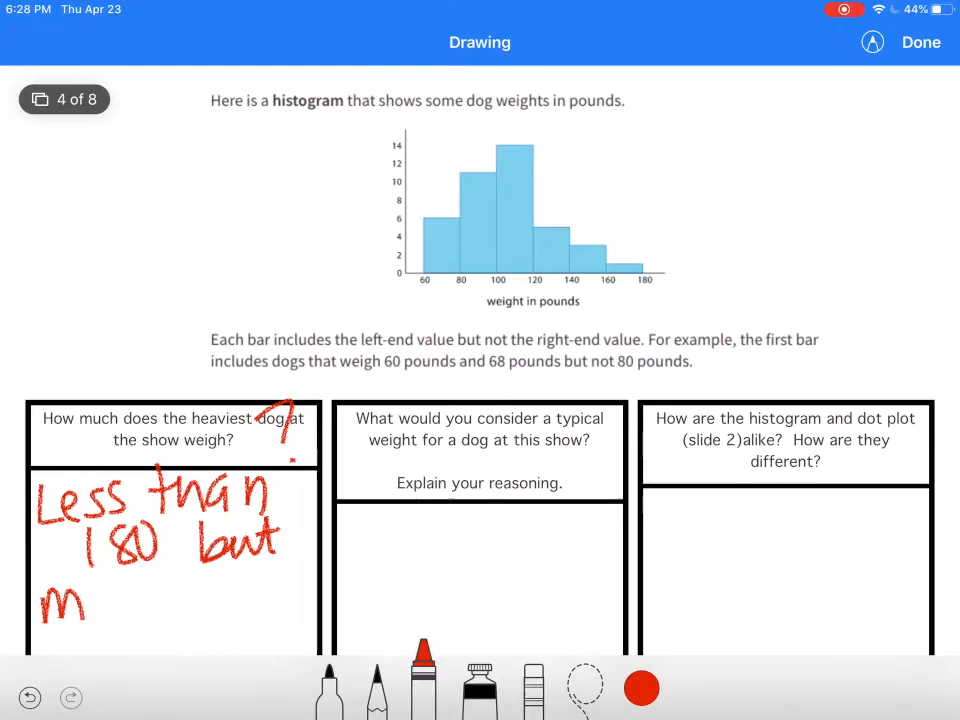 6:28 PM Thu Apr 23
44%
Drawing
Done
4 of 8
Here is a histogram that shows some dog weights in pounds.
14
12
10
8
6
4
2
0
60 80 100 120 140 160 180
weight in pounds
Each bar includes the left-end value but not the right-end value. For example, the first bar
includes dogs that weigh 60 pounds and 68 pounds but not 80 pounds.
How much does the heaviest dog at
the show weigh?
?
Less than
180 but
m
What would you consider a typical
weight for a dog at this show?
Explain your reasoning.
How are the histogram and dot plot
(slide 2)alike? How are they
different?